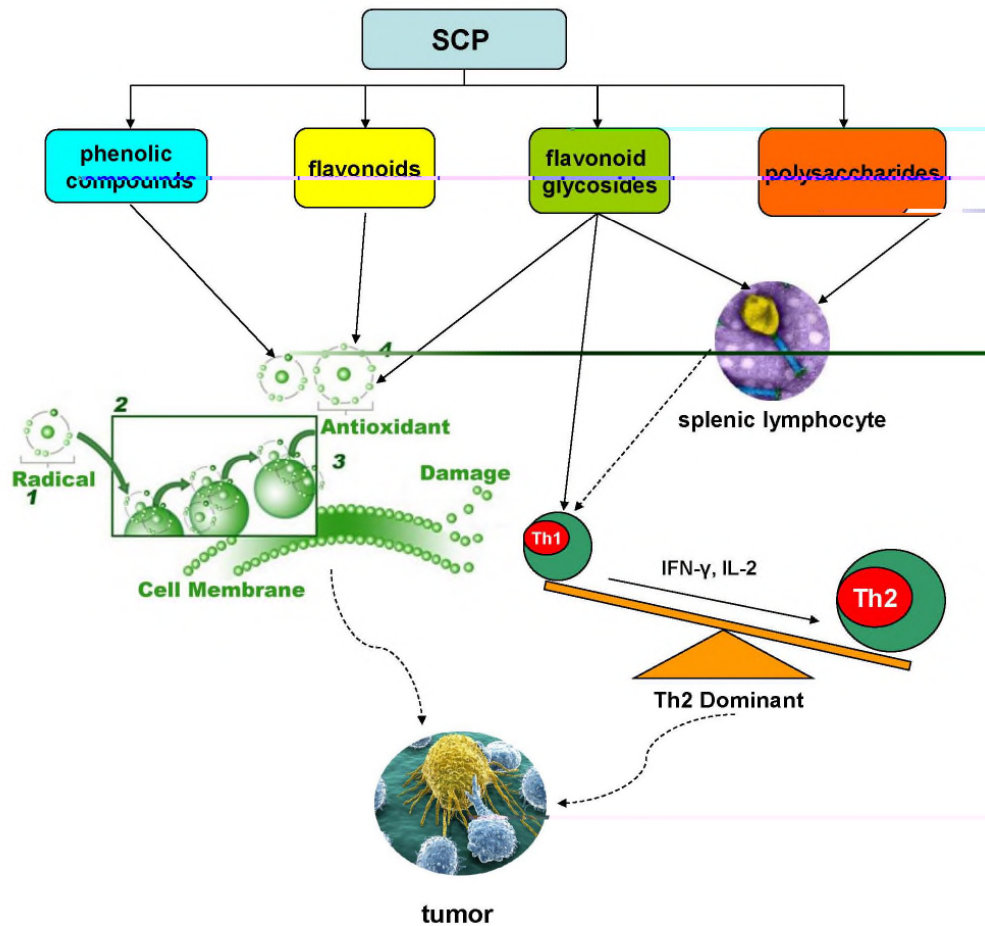 SCP
phenolic
compounds
flavonoids
flavonoid
glycosides
polysaccharides
4
2
Antioxidant
Radical
1
3
Damage
Cell Membrane
splenic lymphocyte
Th1
IFN-γ, IL-2
Th2
Th2 Dominant
tumor